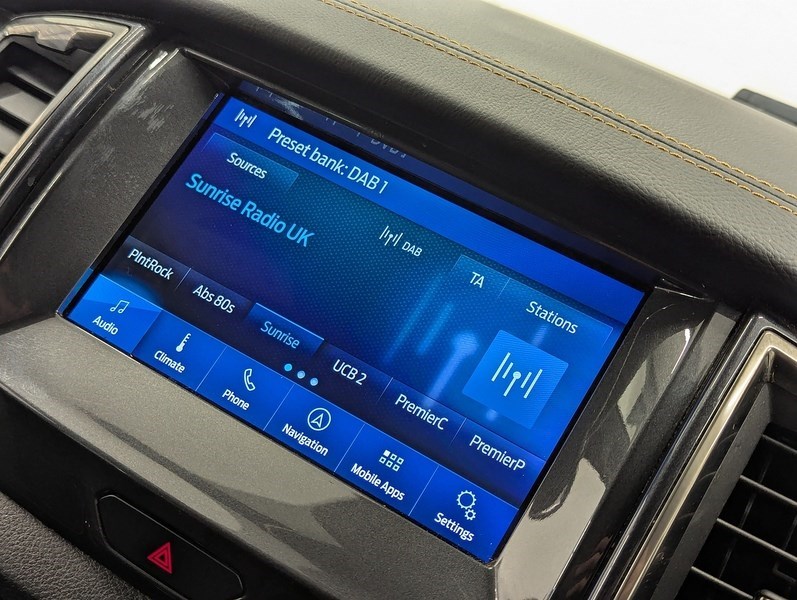 Preset bank: DAB 1
Sources
Sunrise Radio UK
DAB
TA
Stations
PlntRock
Abs 80s
Sunrise
UCB 2
PremierC
PremierP
Audio
Climate
Phone
Navigation
Mobile Apps
Settings